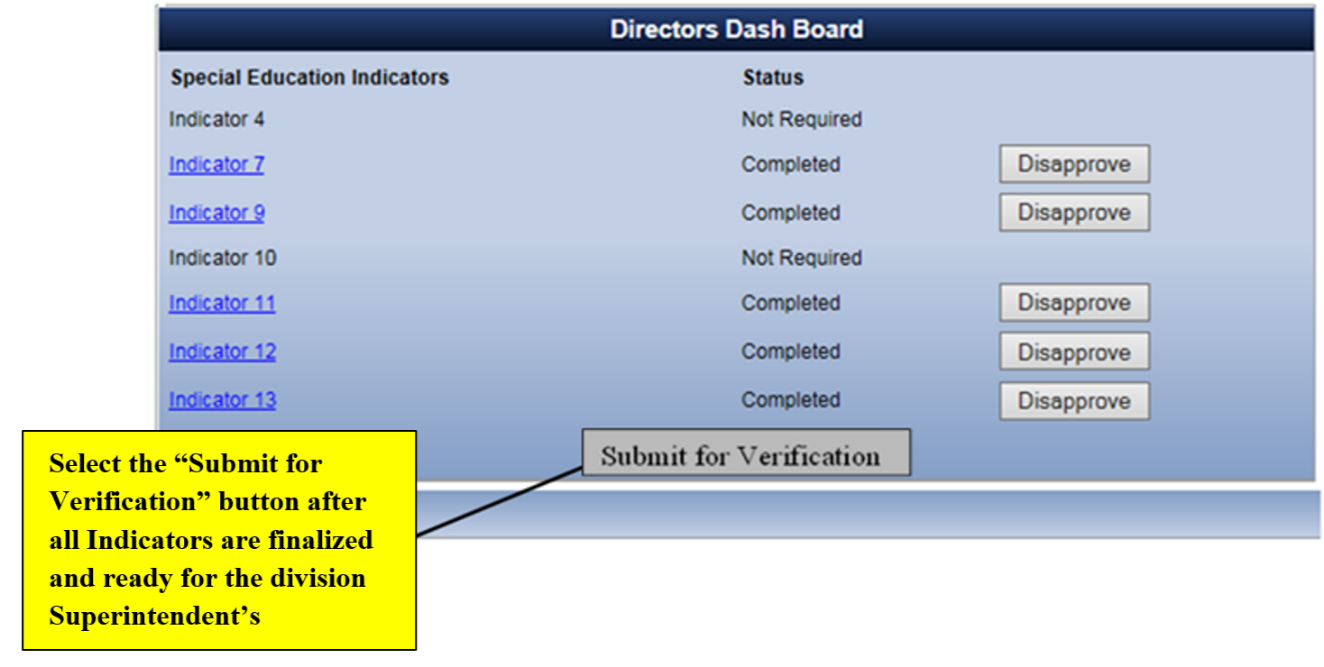 Directors Dash Board
Special Education Indicators Status
Indicator 4 Not Required
Indicator 7 Completed Disapprove
Indicator 9 Completed Disapprove
Indicator 10 Not Required
Indicator 11 Completed Disapprove
Indicator 12 Completed Disapprove
Indicator 13 Completed Disapprove
Submit for Verification
Select the “Submit for
Verification” button after
all Indicators are finalized
and ready for the division
Superintendent’s